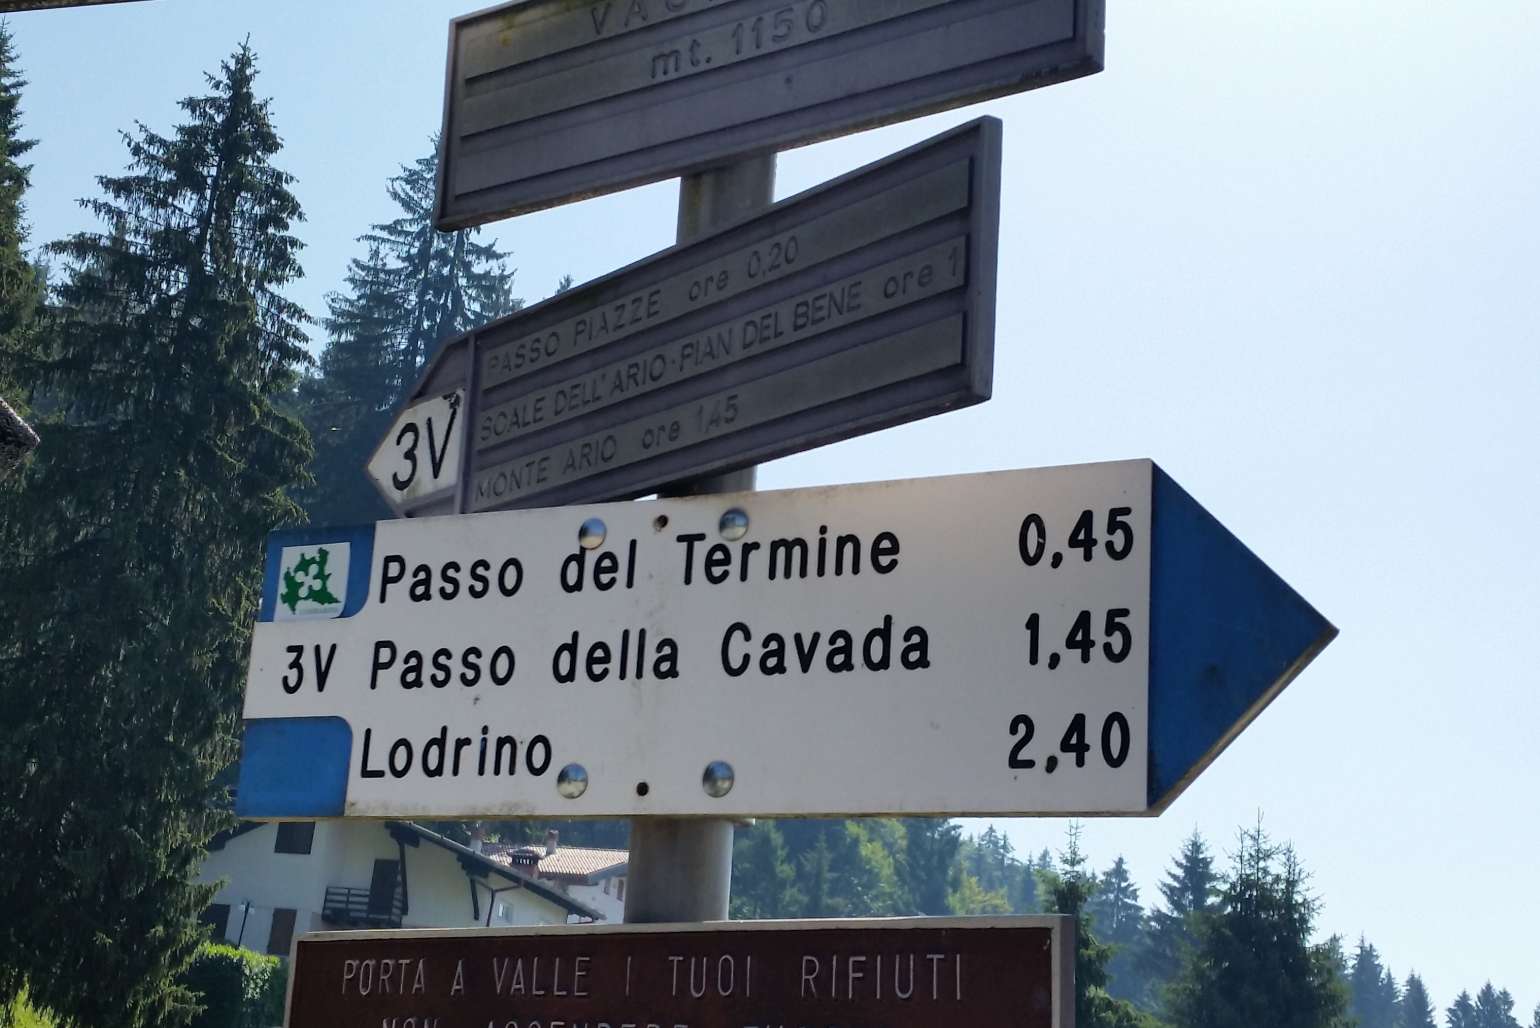 mt. 1150
PASSO PIAZZE ore 0,20
SCALE DELL'ARIO-PIAN DEL BENE ore 1
MONTE ARIO ore 1,45
3V
Passo del Termine 0,45
3V Passo della Cavada 1,45
Lodrino 2,40
PORTA A VALLE I TUOI RIFIUTI